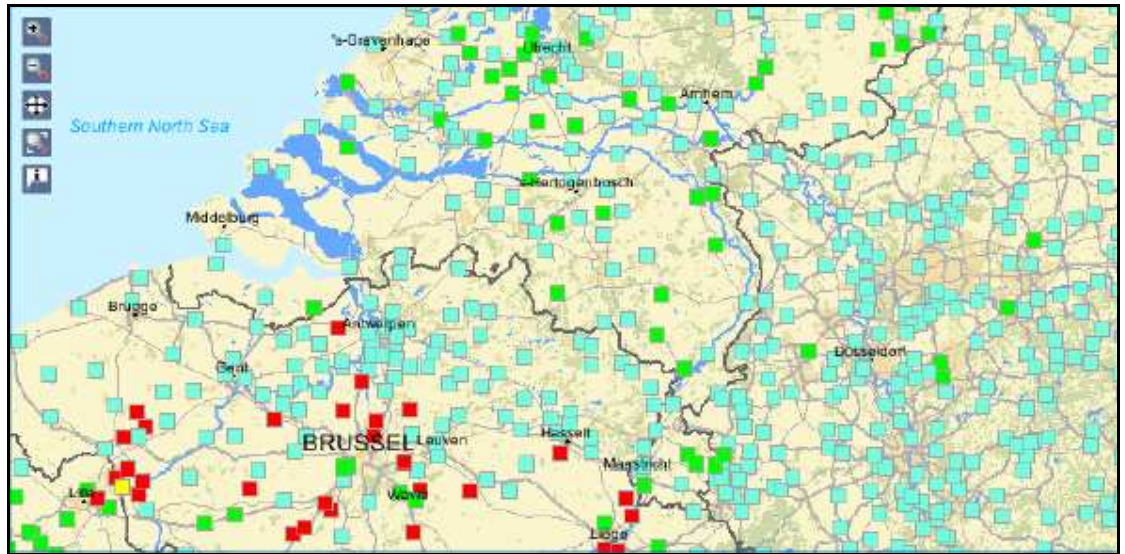 's-Gravenhage
Utrecht
Arnhem
Southern North Sea
's-Hertogenbosch
Middelburg
Brugge
Antwerpen
Gent
Düsseldorf
BRUSSEL
Leuven
Hasselt
Maastricht
Wavre
Liège